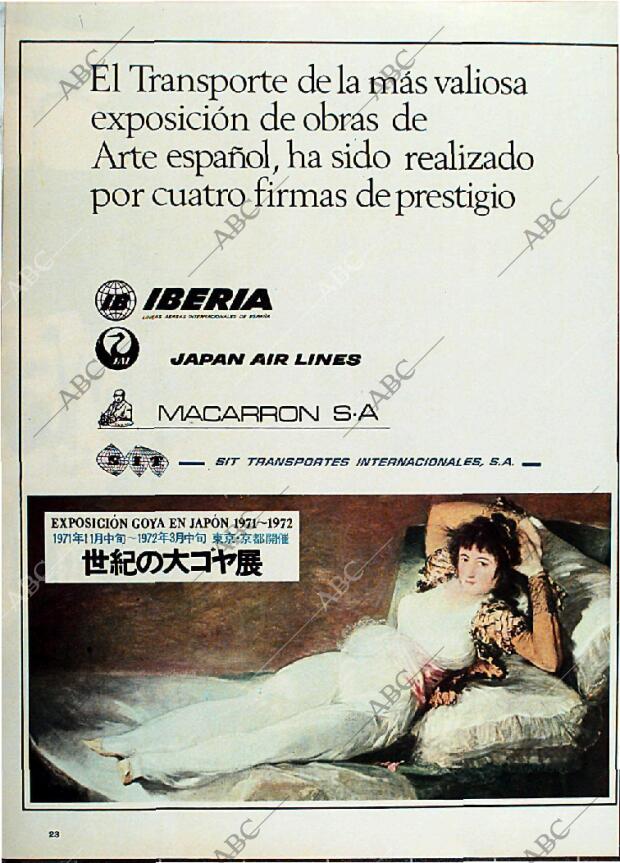 El Transporte de la más valiosa
exposición de obras de
Arte español, ha sido realizado
por cuatro firmas de prestigio
IB IBERIA
LINEAS AEREAS INTERNACIONALES DE ESPAÑA
JAL JAPAN AIR LINES
MACARRON S·A
SIT — SIT TRANSPORTES INTERNACIONALES, S.A. —
EXPOSICIÓN GOYA EN JAPÓN 1971~1972
1971年11月中旬~1972年3月中旬 東京·京都開催
世紀の大ゴヤ展
23